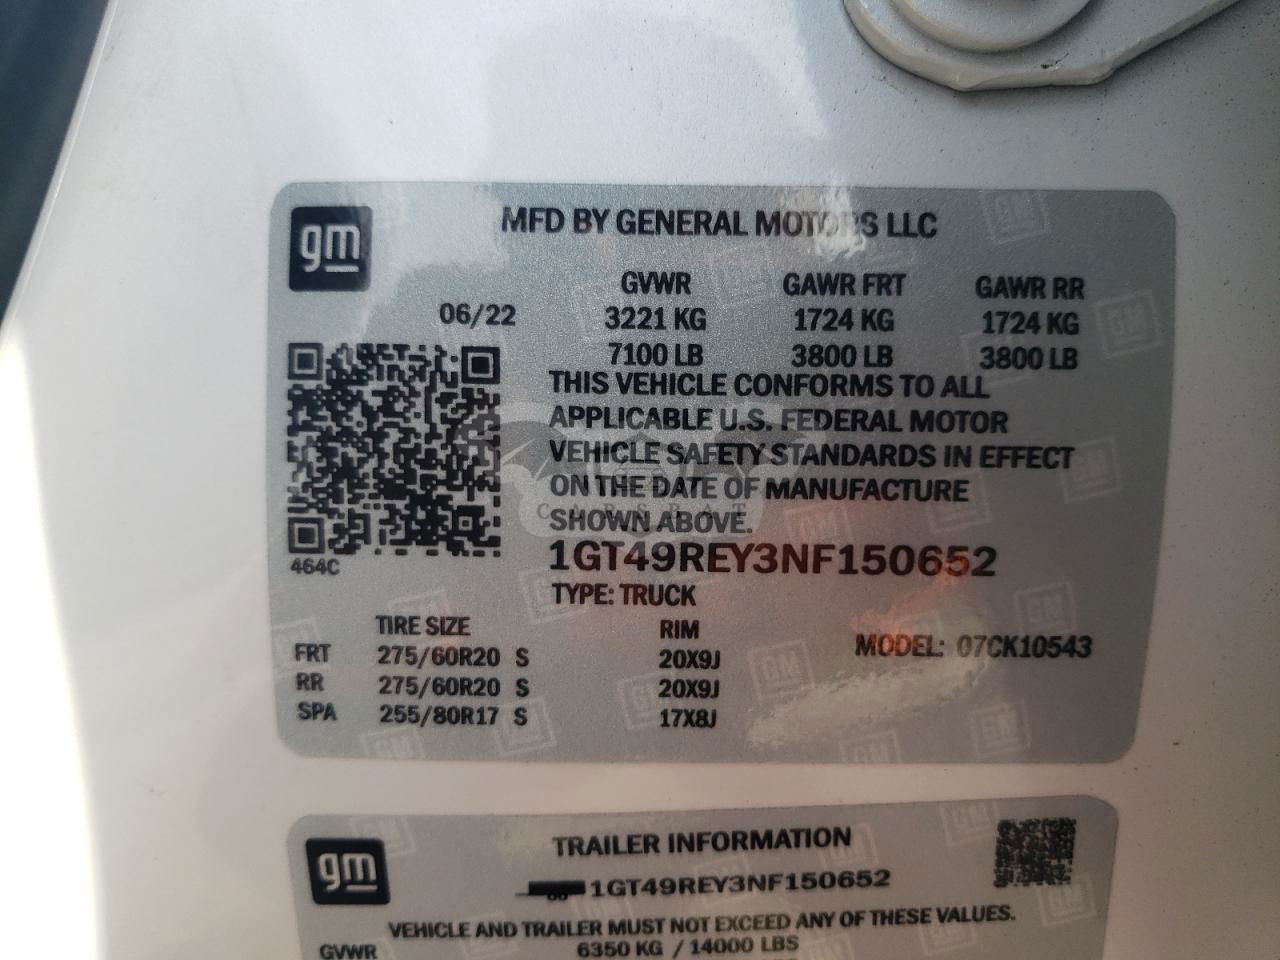 gm
MFD BY GENERAL MOTORS LLC
06/22
GVWR GAWR FRT GAWR RR
3221 KG 1724 KG 1724 KG
7100 LB 3800 LB 3800 LB
THIS VEHICLE CONFORMS TO ALL
APPLICABLE U.S. FEDERAL MOTOR
VEHICLE SAFETY STANDARDS IN EFFECT
ON THE DATE OF MANUFACTURE
SHOWN ABOVE.
CARSBAT
464C
1GT49REY3NF150652
TYPE: TRUCK
TIRE SIZE RIM
MODEL: 07CK10543
FRT 275/60R20 S 20X9J
RR 275/60R20 S 20X9J
SPA 255/80R17 S 17X8J
gm
TRAILER INFORMATION
1GT49REY3NF150652
VEHICLE AND TRAILER MUST NOT EXCEED ANY OF THESE VALUES.
GVWR 6350 KG / 14000 LBS